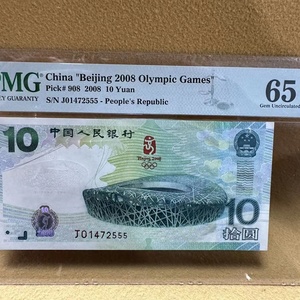 PMG
China "Beijing 2008 Olympic Games"
Pick# 908 2008 10 Yuan
S/N J01472555 - People's Republic
65
Gem Uncirculated
Y GUARANTY
10
中国人民银行
Beijing 2008
J01472555
10
拾圆